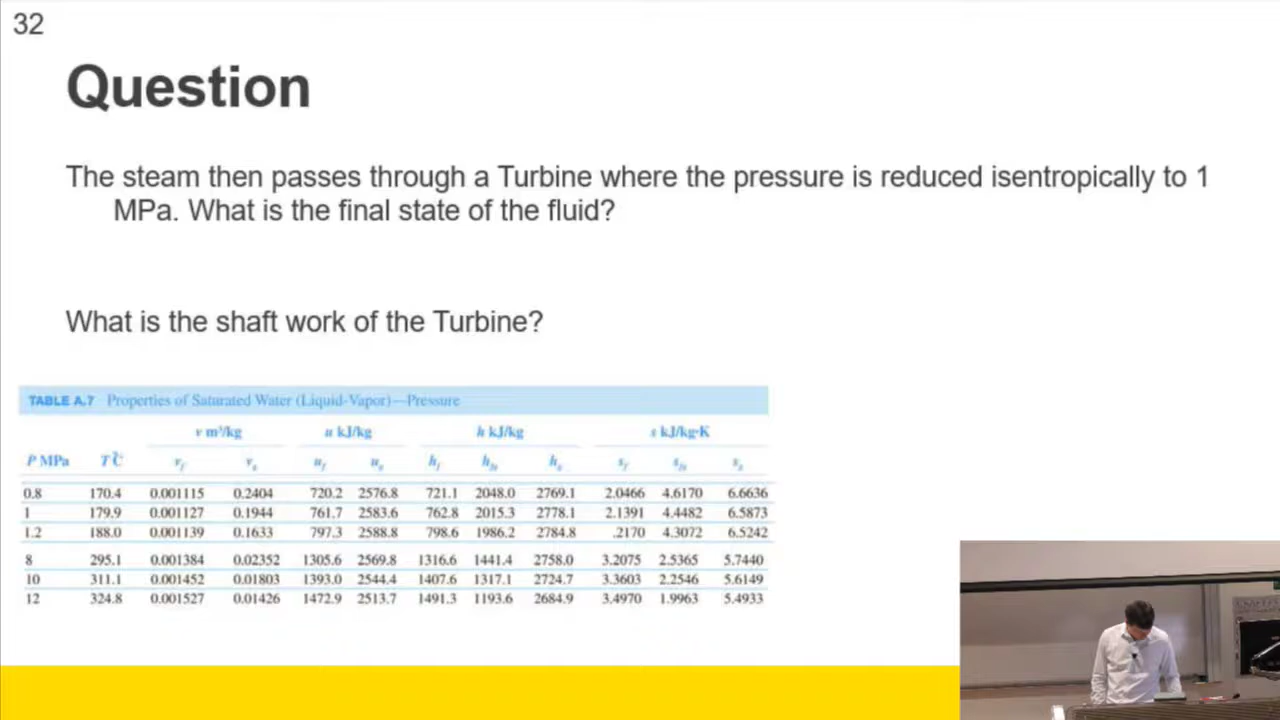 32
Question
The steam then passes through a Turbine where the pressure is reduced isentropically to 1
MPa. What is the final state of the fluid?
What is the shaft work of the Turbine?
TABLE A.7 Properties of Saturated Water (Liquid-Vapor)—Pressure
v m³/kg u kJ/kg h kJ/kg s kJ/kg·K
P MPa T °C vf vg uf ug hf hfg hg sf sfg sg
0.8 170.4 0.001115 0.2404 720.2 2576.8 721.1 2048.0 2769.1 2.0466 4.6170 6.6636
1 179.9 0.001127 0.1944 761.7 2583.6 762.8 2015.3 2778.1 2.1391 4.4482 6.5873
1.2 188.0 0.001139 0.1633 797.3 2588.8 798.6 1986.2 2784.8 .2170 4.3072 6.5242
8 295.1 0.001384 0.02352 1305.6 2569.8 1316.6 1441.4 2758.0 3.2075 2.5365 5.7440
10 311.1 0.001452 0.01803 1393.0 2544.4 1407.6 1317.1 2724.7 3.3603 2.2546 5.6149
12 324.8 0.001527 0.01426 1472.9 2513.7 1491.3 1193.6 2684.9 3.4970 1.9963 5.4933